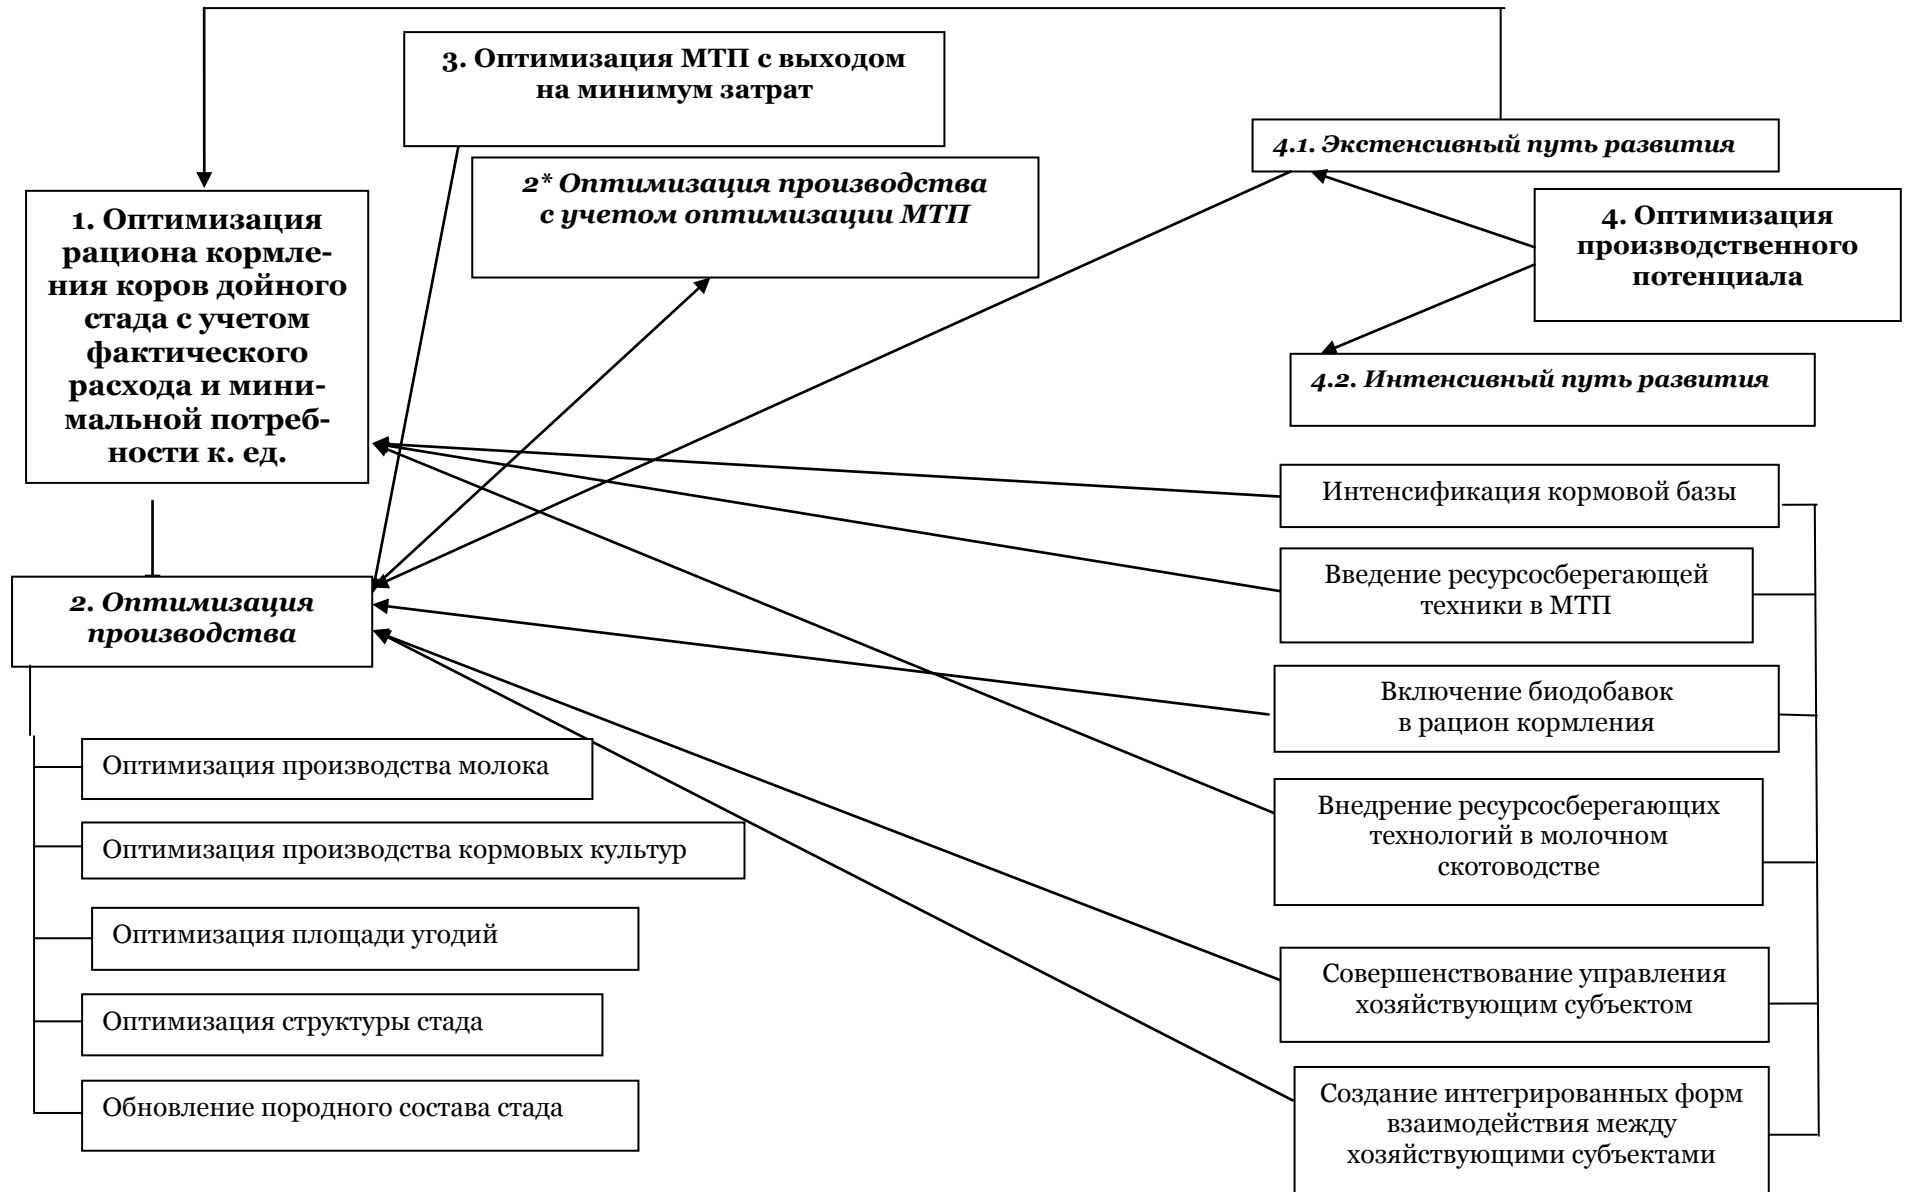 3. Оптимизация МТП с выходом
на минимум затрат
4.1. Экстенсивный путь развития
2* Оптимизация производства
с учетом оптимизации МТП
1. Оптимизация
рациона кормле-
ния коров дойного
стада с учетом
фактического
расхода и мини-
мальной потреб-
ности к. ед.
4. Оптимизация
производственного
потенциала
4.2. Интенсивный путь развития
Интенсификация кормовой базы
Введение ресурсосберегающей
техники в МТП
2. Оптимизация
производства
Включение биодобавок
в рацион кормления
Оптимизация производства молока
Оптимизация производства кормовых культур
Оптимизация площади угодий
Оптимизация структуры стада
Обновление породного состава стада
Внедрение ресурсосберегающих
технологий в молочном
скотоводстве
Совершенствование управления
хозяйствующим субъектом
Создание интегрированных форм
взаимодействия между
хозяйствующими субъектами